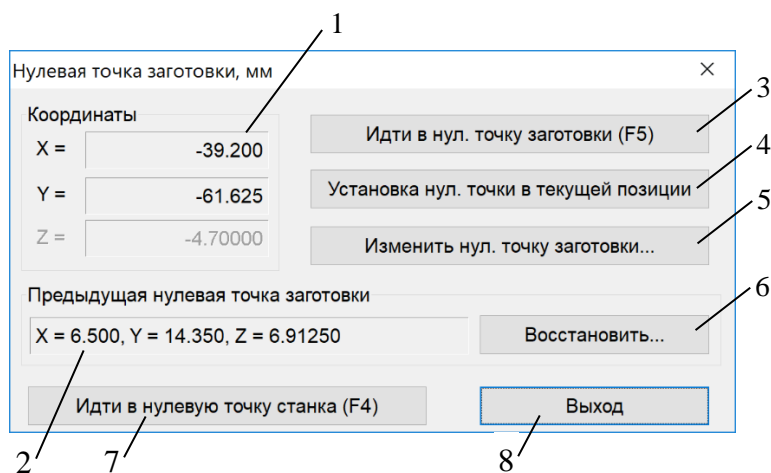 1
Нулевая точка заготовки, мм
Координаты
3
X = -39.200
Идти в нул. точку заготовки (F5)
4
Y = -61.625
Установка нул. точки в текущей позиции
5
Z = -4.70000
Изменить нул. точку заготовки...
Предыдущая нулевая точка заготовки
6
X = 6.500, Y = 14.350, Z = 6.91250
Восстановить...
Идти в нулевую точку станка (F4)
Выход
2
7
8